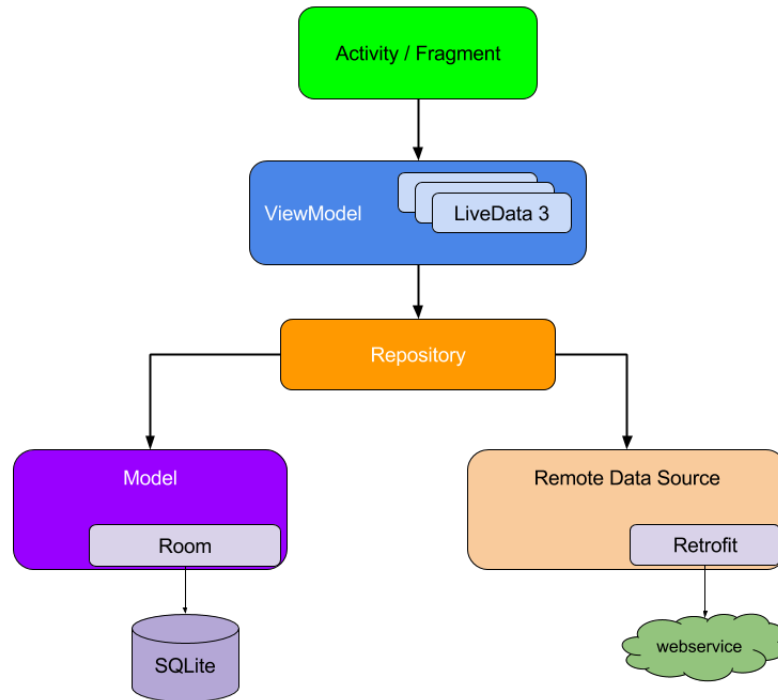 Activity / Fragment
ViewModel
LiveData 3
Repository
Model
Remote Data Source
Room
Retrofit
SQLite
webservice